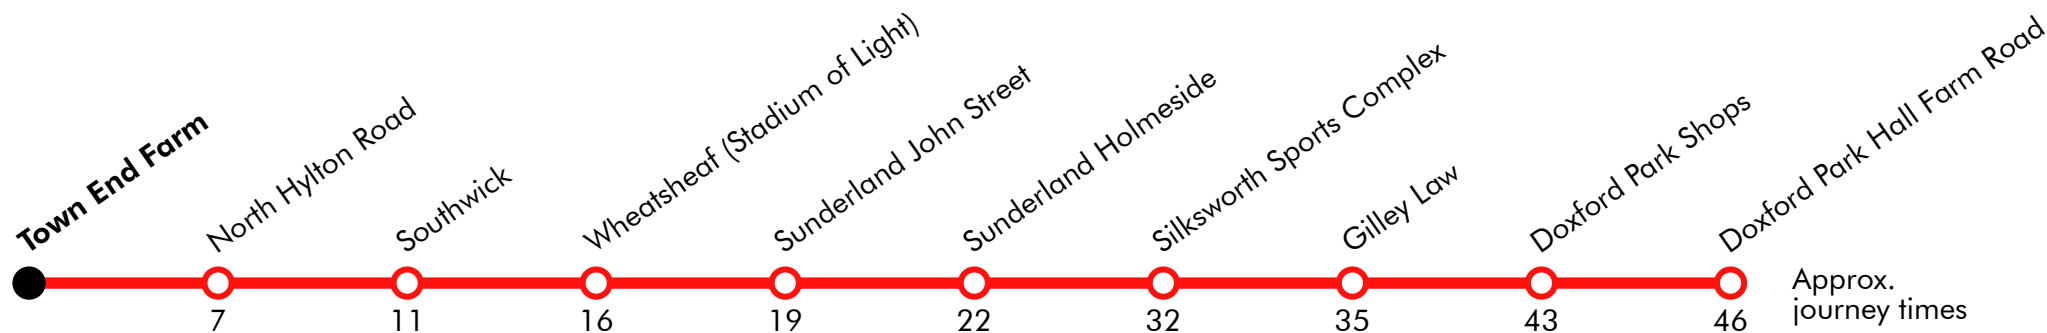 Town End Farm
North Hylton Road
Southwick
Wheatsheaf (Stadium of Light)
Sunderland John Street
Sunderland Holmeside
Silksworth Sports Complex
Gilley Law
Doxford Park Shops
Doxford Park Hall Farm Road
7
11
16
19
22
32
35
43
46
Approx.
journey times